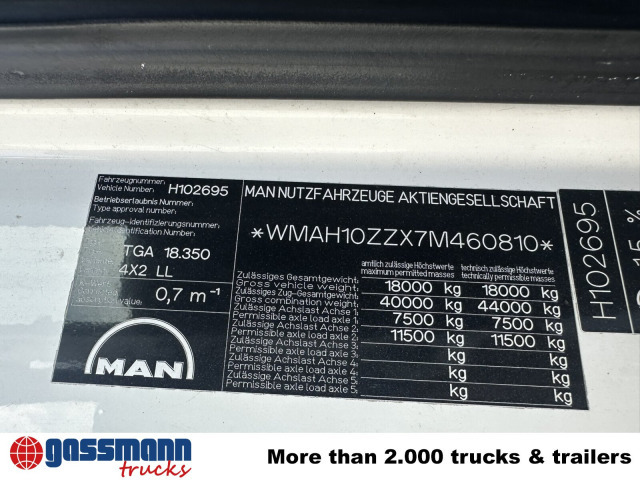 Fahrzeugnummer:
Vehicle Number: H102695
Betriebserlaubnis Nummer:
Type approval number:
Fahrzeug-identifizierungsnummer
Identification Number:
TGA 18.350
4X2 LL
0,7 m⁻¹
MAN
MAN NUTZFAHRZEUGE AKTIENGESELLSCHAFT
*WMAH10ZZX7M460810*
amtlich zulässige Höchstwerte technisch zulässige Höchstwerte
maximum permitted masses technically permissible masses
Zulässiges Gesamtgewicht:
Gross vehicle weight: 18000 kg 18000 kg
Zulässiges Zug-Gesamtgewicht:
Gross combination weight: 40000 kg 44000 kg
Zulässige Achslast Achse 1:
Permissible axle load axle 1: 7500 kg 7500 kg
Zulässige Achslast Achse 2:
Permissible axle load axle 2: 11500 kg 11500 kg
Zulässige Achslast Achse 3:
Permissible axle load axle 3: kg kg
Zulässige Achslast Achse 4:
Permissible axle load axle 4: kg kg
Zulässige Achslast Achse 5:
Permissible axle load axle 5: kg kg
H102695
15 %
gassmann
trucks
More than 2.000 trucks & trailers